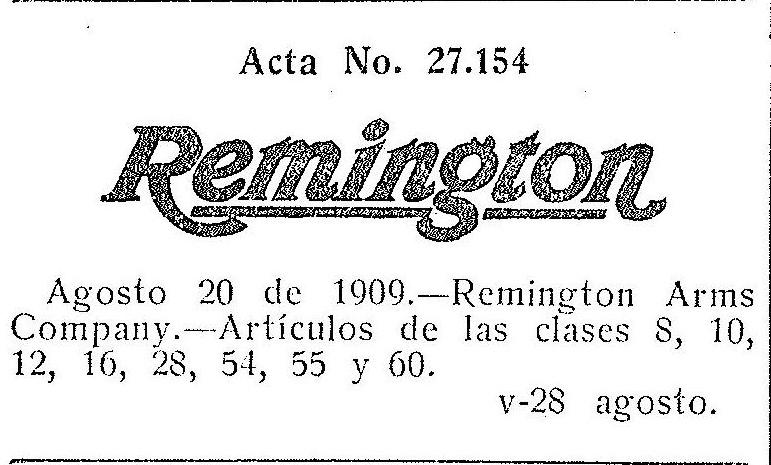 Acta No. 27.154
Remington
Agosto 20 de 1909.—Remington Arms
Company.—Artículos de las clases 8, 10,
12, 16, 28, 54, 55 y 60.
v-28 agosto.